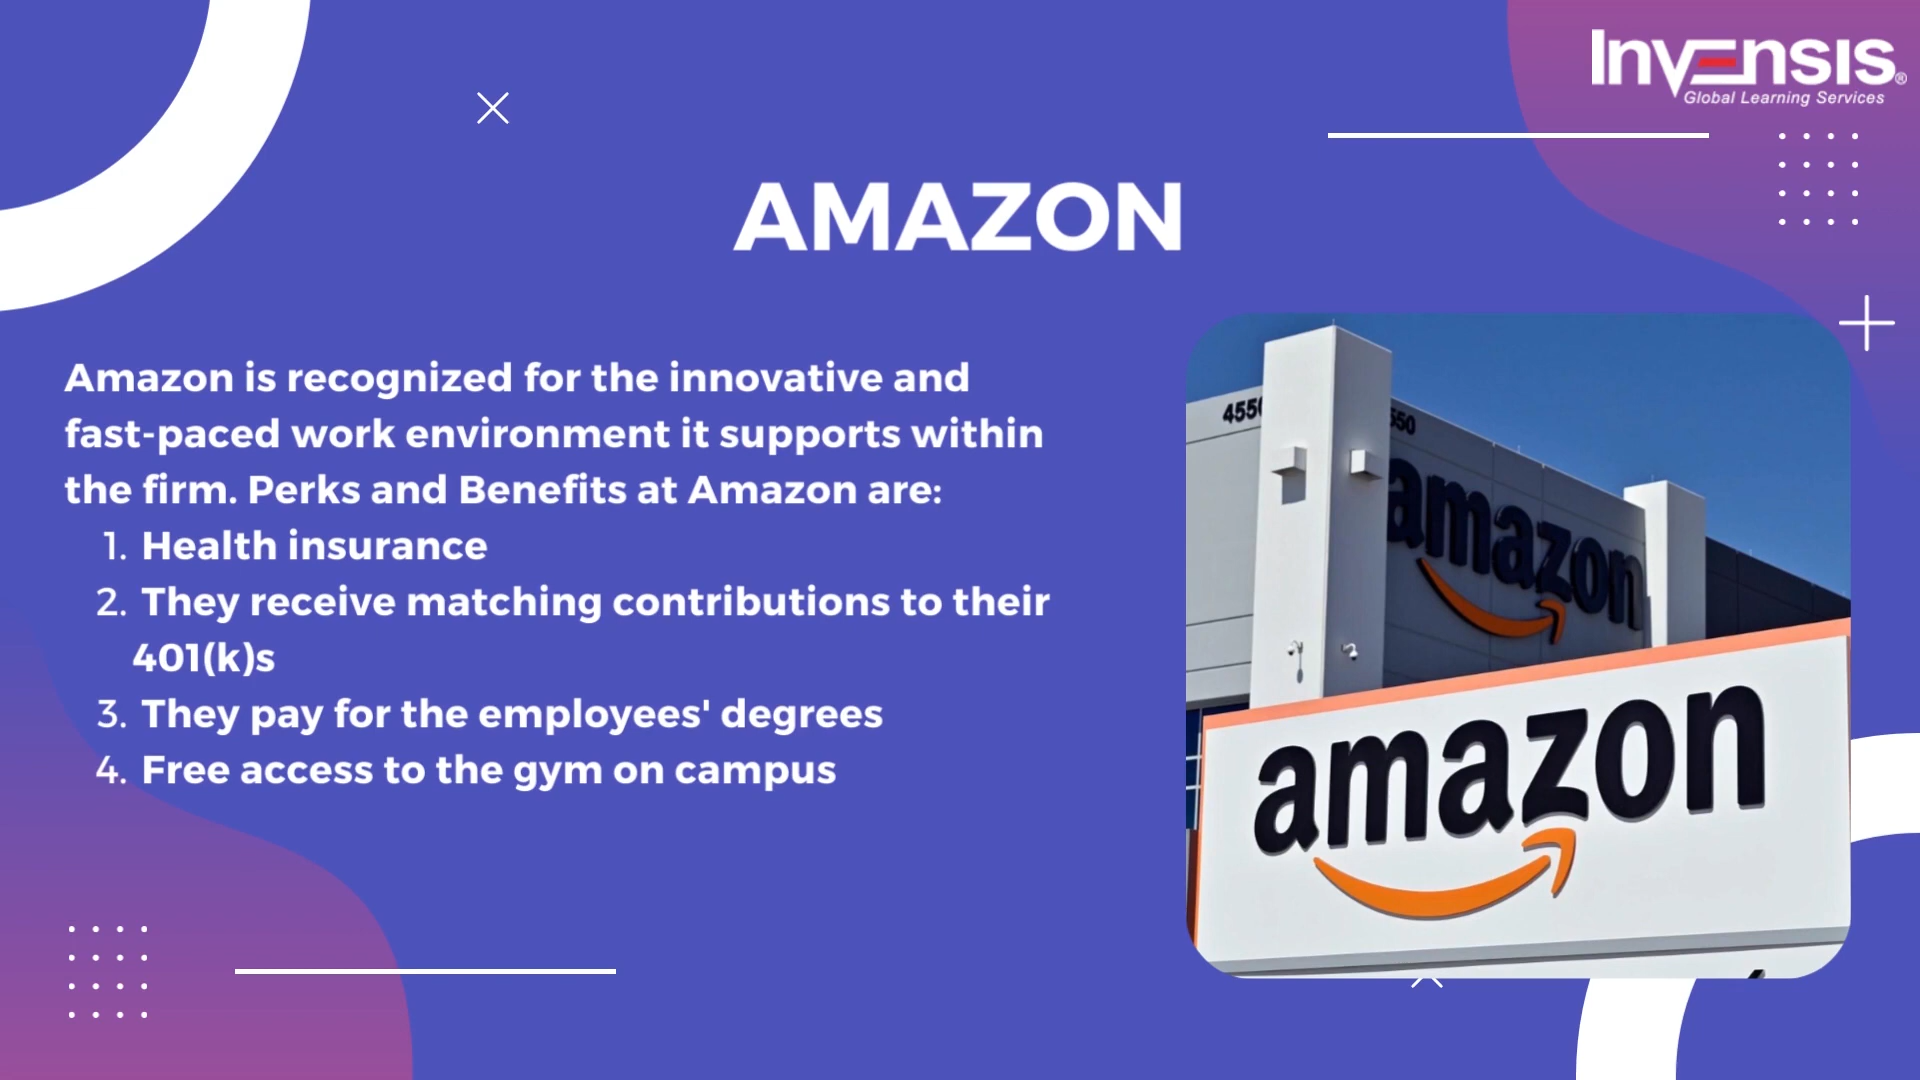 Invensis®
Global Learning Services
AMAZON
Amazon is recognized for the innovative and
fast-paced work environment it supports within
the firm. Perks and Benefits at Amazon are:
1. Health insurance
2. They receive matching contributions to their
401(k)s
3. They pay for the employees' degrees
4. Free access to the gym on campus
4550
550
amazon
amazon